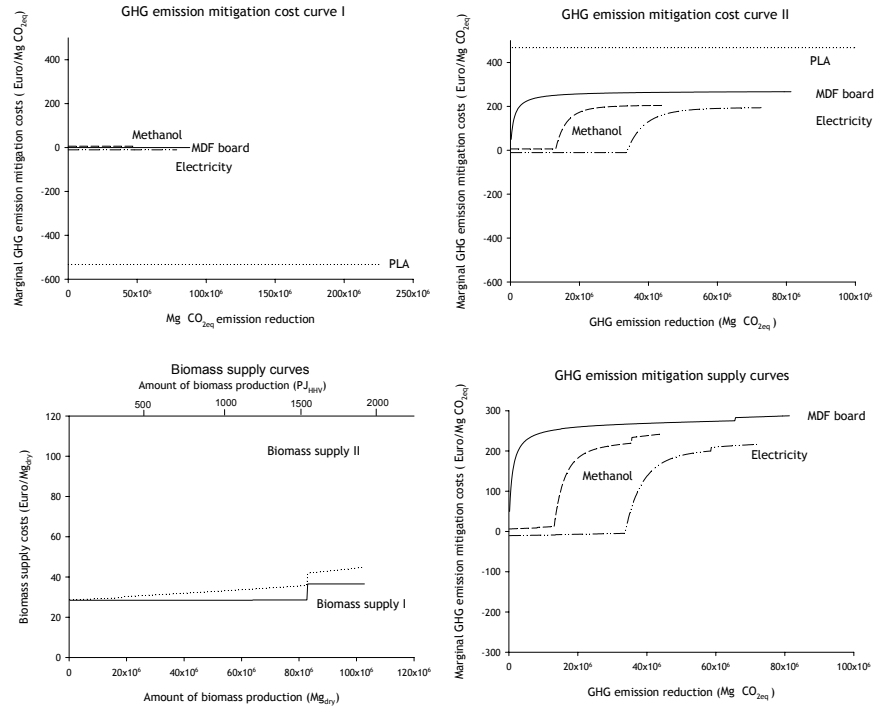 GHG emission mitigation cost curve I
Marginal GHG emission mitigation costs ( Euro/Mg CO2eq)
400
200
0
-200
-400
-600
Methanol
MDF board
Electricity
PLA
0
50x10⁶
100x10⁶
150x10⁶
200x10⁶
250x10⁶
Mg CO2eq emission reduction
GHG emission mitigation cost curve II
Marginal GHG emission mitigation costs ( Euro/Mg CO2eq)
400
200
0
-200
-400
-600
PLA
MDF board
Methanol
Electricity
0
20x10⁶
40x10⁶
60x10⁶
80x10⁶
100x10⁶
GHG emission reduction (Mg CO2eq)
Biomass supply curves
Amount of biomass production (PJHHV)
500
1000
1500
2000
Biomass supply costs (Euro/Mgdry)
120
100
80
60
40
20
0
Biomass supply II
Biomass supply I
0
20x10⁶
40x10⁶
60x10⁶
80x10⁶
100x10⁶
120x10⁶
Amount of biomass production (Mgdry)
GHG emission mitigation supply curves
Marginal GHG emission mitigation costs ( Euro/Mg CO2eq)
300
200
100
0
-100
-200
-300
MDF board
Electricity
Methanol
0
20x10⁶
40x10⁶
60x10⁶
80x10⁶
100x10⁶
GHG emission reduction (Mg CO2eq)